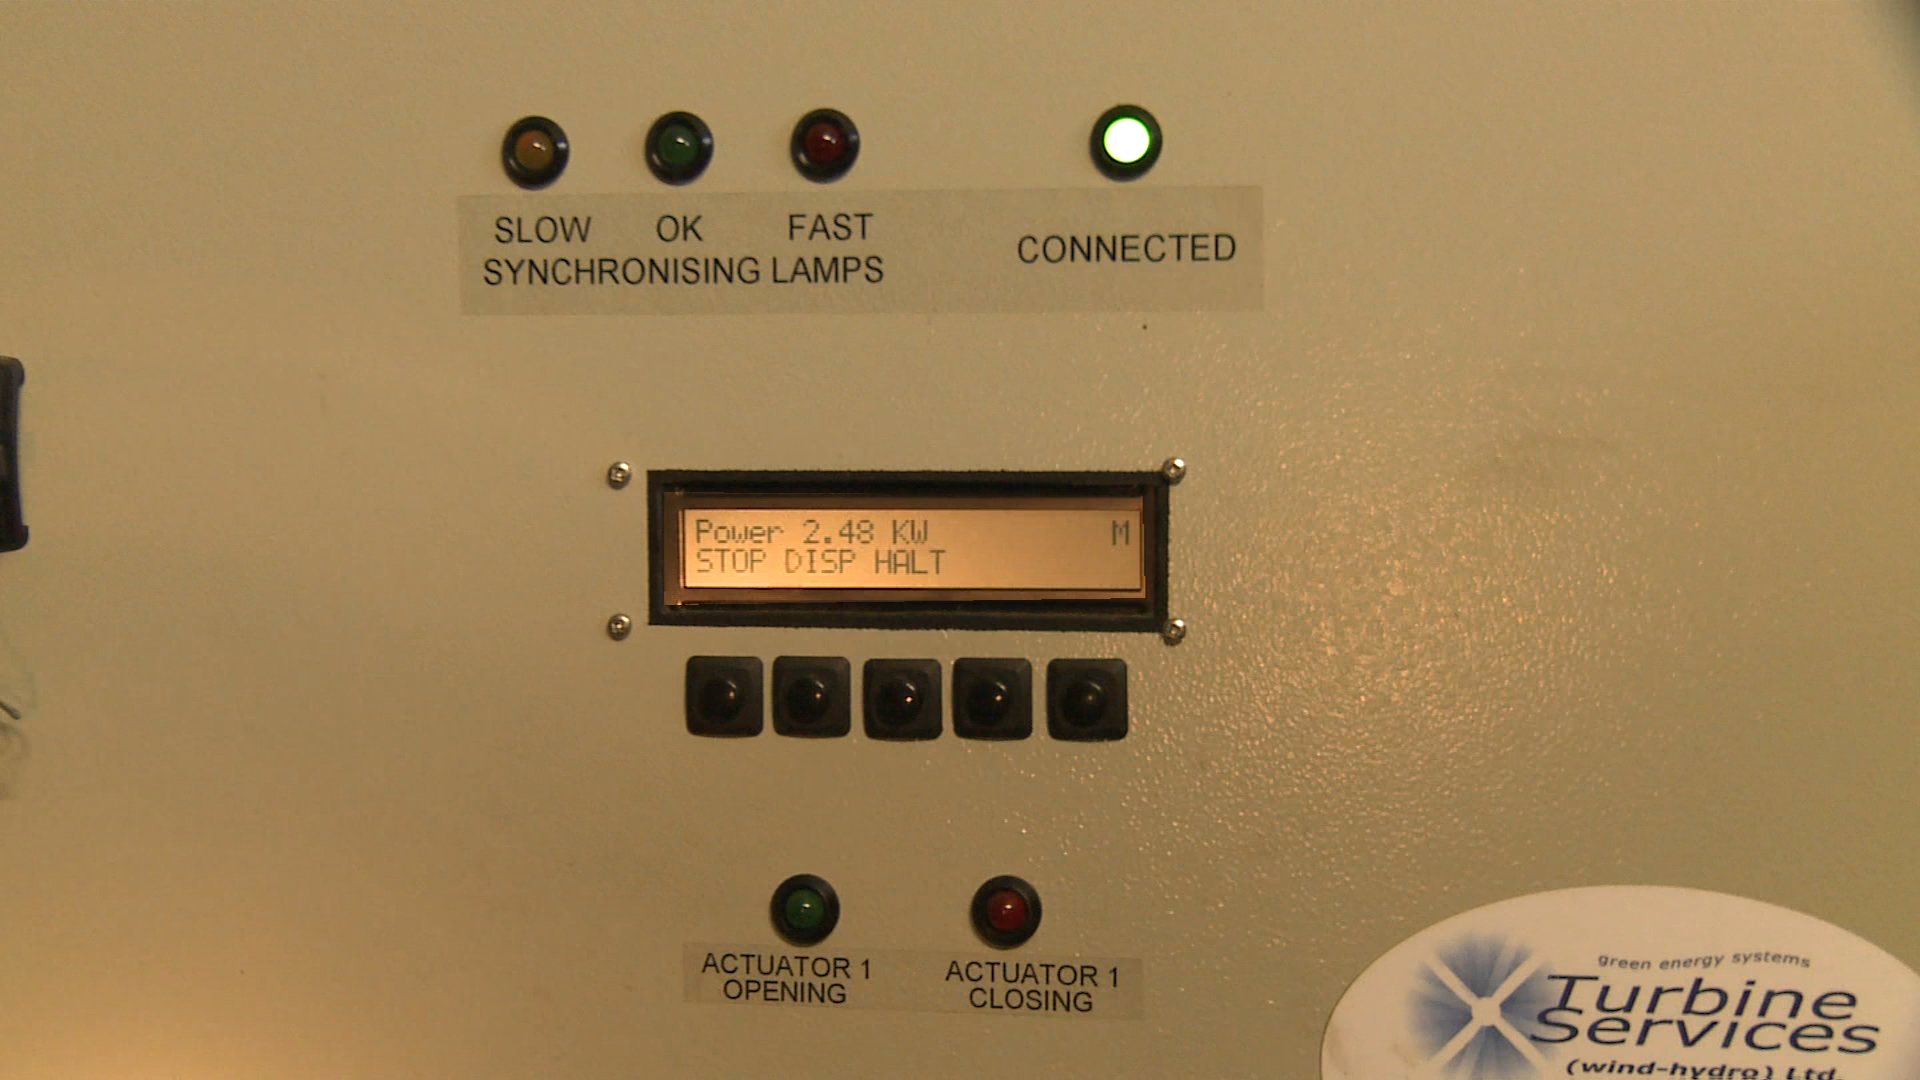 SLOW OK FAST
SYNCHRONISING LAMPS
CONNECTED
Power 2.48 KW M
STOP DISP HALT
ACTUATOR 1
OPENING
ACTUATOR 1
CLOSING
green energy systems
Turbine
Services
(wind-hydro) Ltd.